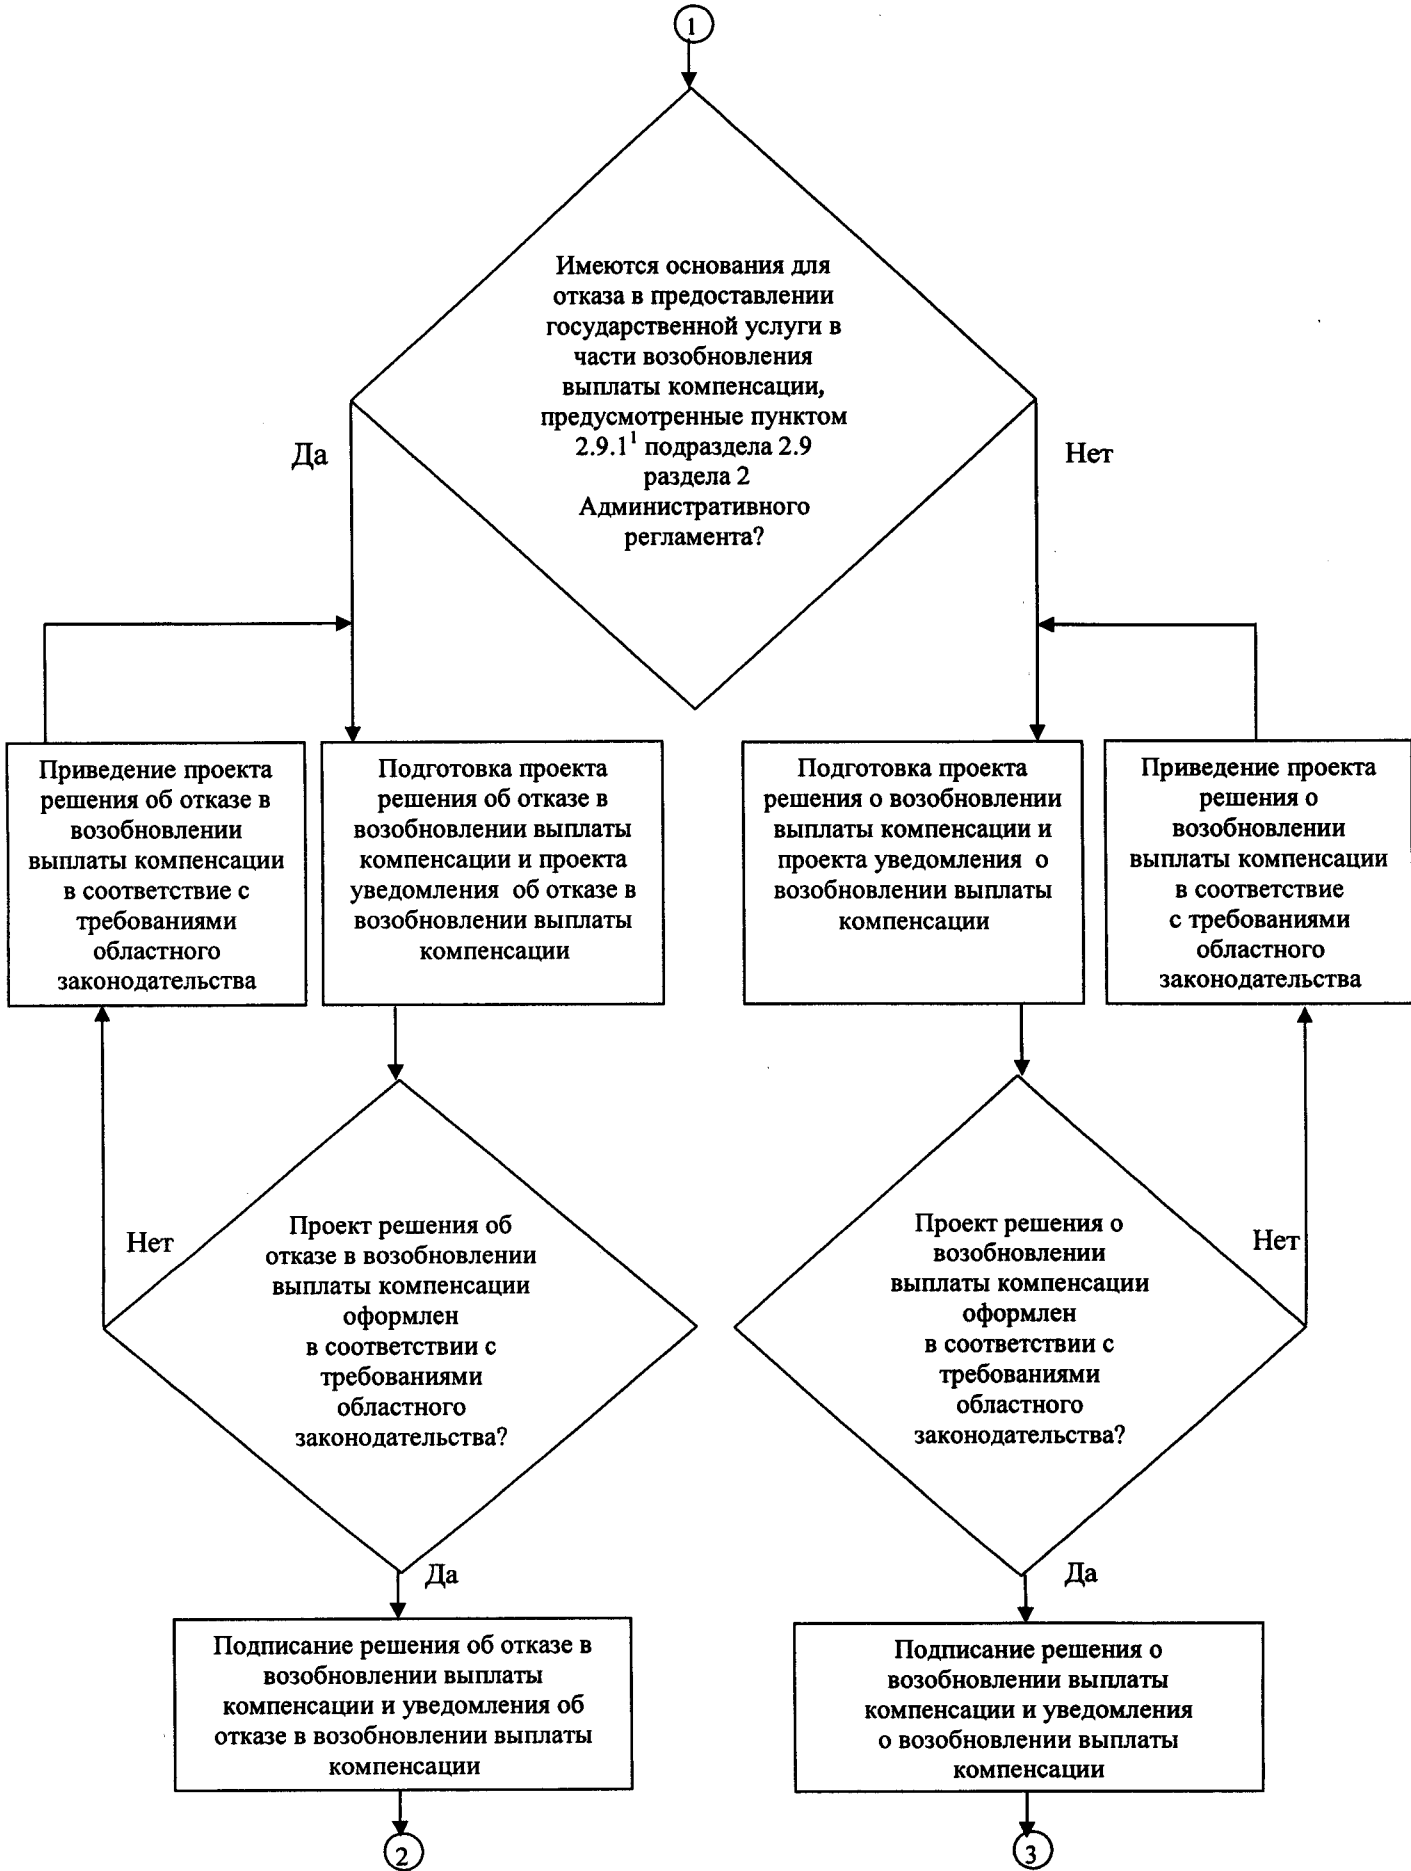 1
Имеются основания для
отказа в предоставлении
государственной услуги в
части возобновления
выплаты компенсации,
предусмотренные пунктом
2.9.1¹ подраздела 2.9
раздела 2
Административного
регламента?
Да
Нет
Приведение проекта
решения об отказе в
возобновлении
выплаты компенсации
в соответствие с
требованиями
областного
законодательства
Подготовка проекта
решения об отказе в
возобновлении выплаты
компенсации и проекта
уведомления об отказе в
возобновлении выплаты
компенсации
Подготовка проекта
решения о возобновлении
выплаты компенсации и
проекта уведомления о
возобновлении выплаты
компенсации
Приведение проекта
решения о
возобновлении
выплаты компенсации
в соответствие
с требованиями
областного
законодательства
Нет
Проект решения об
отказе в возобновлении
выплаты компенсации
оформлен
в соответствии с
требованиями
областного
законодательства?
Проект решения о
возобновлении
выплаты компенсации
оформлен
в соответствии с
требованиями
областного
законодательства?
Нет
Да
Да
Подписание решения об отказе в
возобновлении выплаты
компенсации и уведомления об
отказе в возобновлении выплаты
компенсации
Подписание решения о
возобновлении выплаты
компенсации и уведомления
о возобновлении выплаты
компенсации
2
3